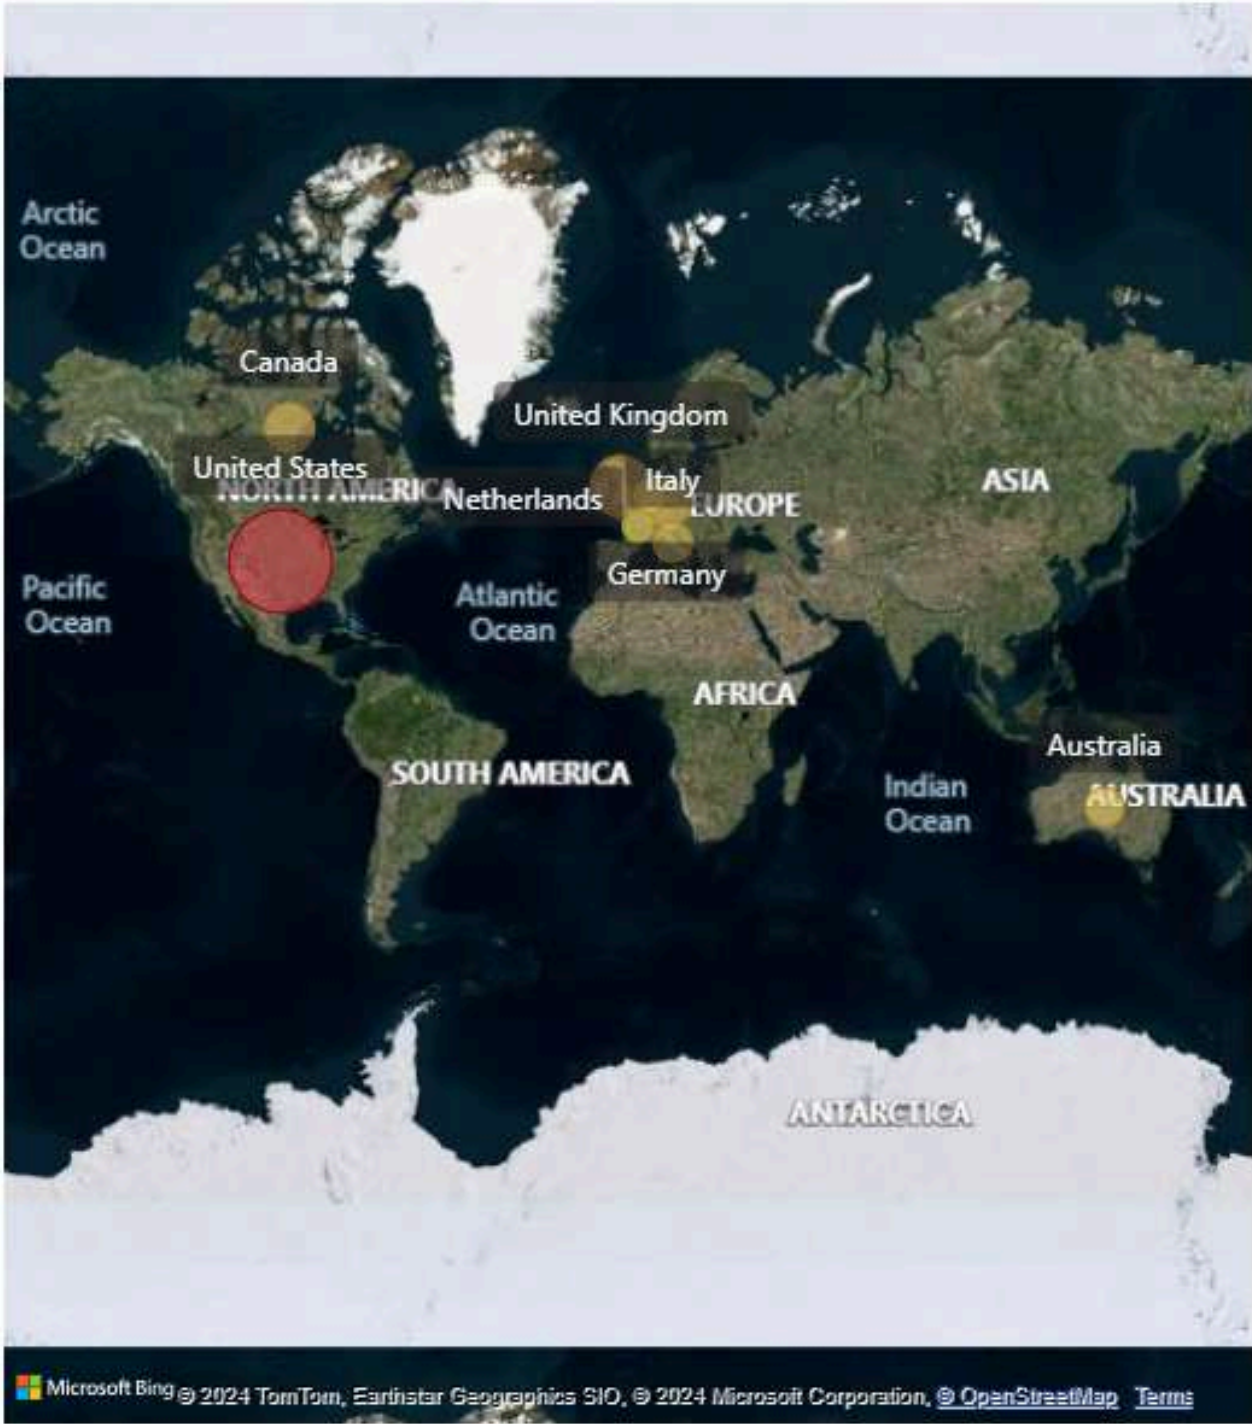 Arctic
Ocean
Canada
United Kingdom
United States
Italy
ASIA
NORTH AMERICA
Netherlands
EUROPE
Germany
Pacific
Ocean
Atlantic
Ocean
AFRICA
Australia
SOUTH AMERICA
Indian
Ocean
AUSTRALIA
ANTARCTICA
Microsoft Bing
© 2024 TomTom, Earthstar Geographics SIO, © 2024 Microsoft Corporation, © OpenStreetMap Terms